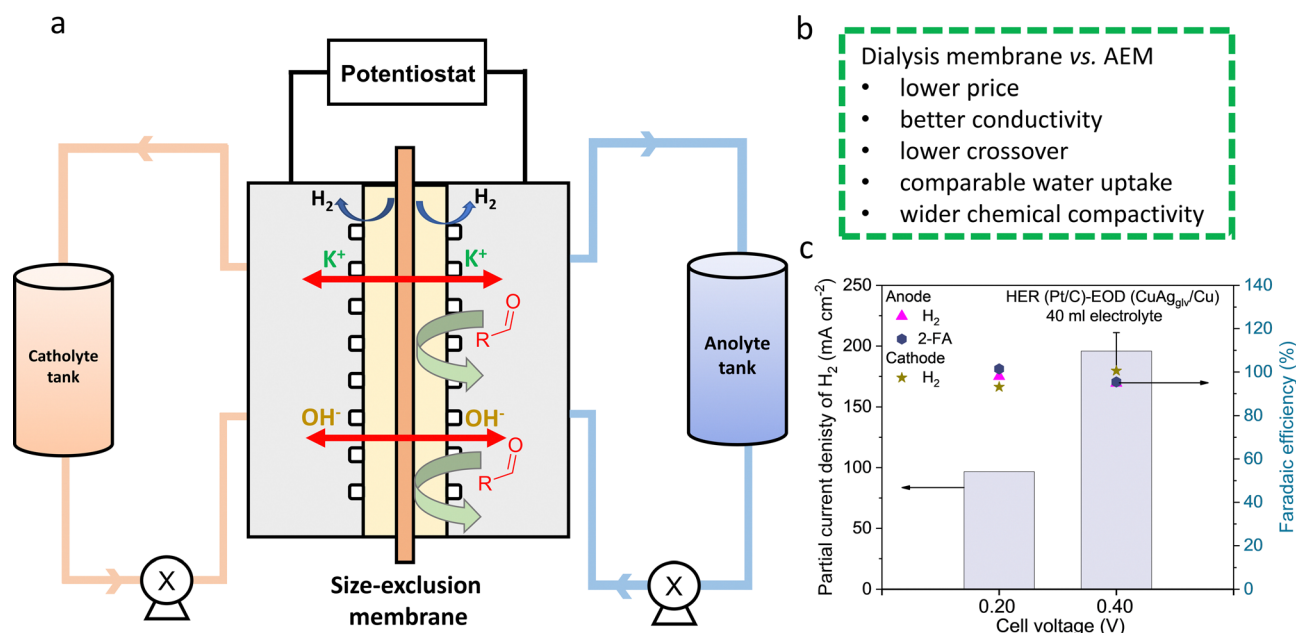 a
Potentiostat
H₂
H₂
K⁺
K⁺
R
O
Catholyte
tank
Anolyte
tank
OH⁻
OH⁻
R
O
X
X
Size-exclusion
membrane
b
Dialysis membrane vs. AEM
• lower price
• better conductivity
• lower crossover
• comparable water uptake
• wider chemical compactivity
c
Partial current denisty of H₂ (mA cm⁻²)
250
200
150
100
50
0
Anode
H₂
2-FA
Cathode
H₂
HER (Pt/C)-EOD (CuAg_glv/Cu)
40 ml electrolyte
140
120
100
80
60
40
20
0
Faradaic efficiency (%)
0.20
0.40
Cell voltage (V)